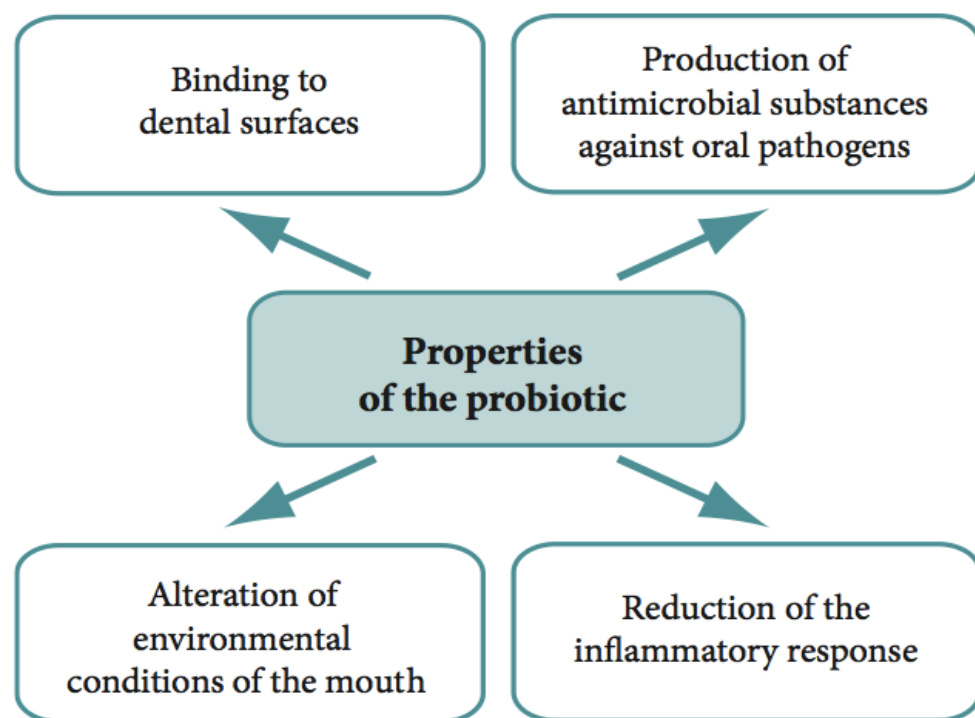 Binding to
dental surfaces
Production of
antimicrobial substances
against oral pathogens
Properties
of the probiotic
Alteration of
environmental
conditions of the mouth
Reduction of the
inflammatory response